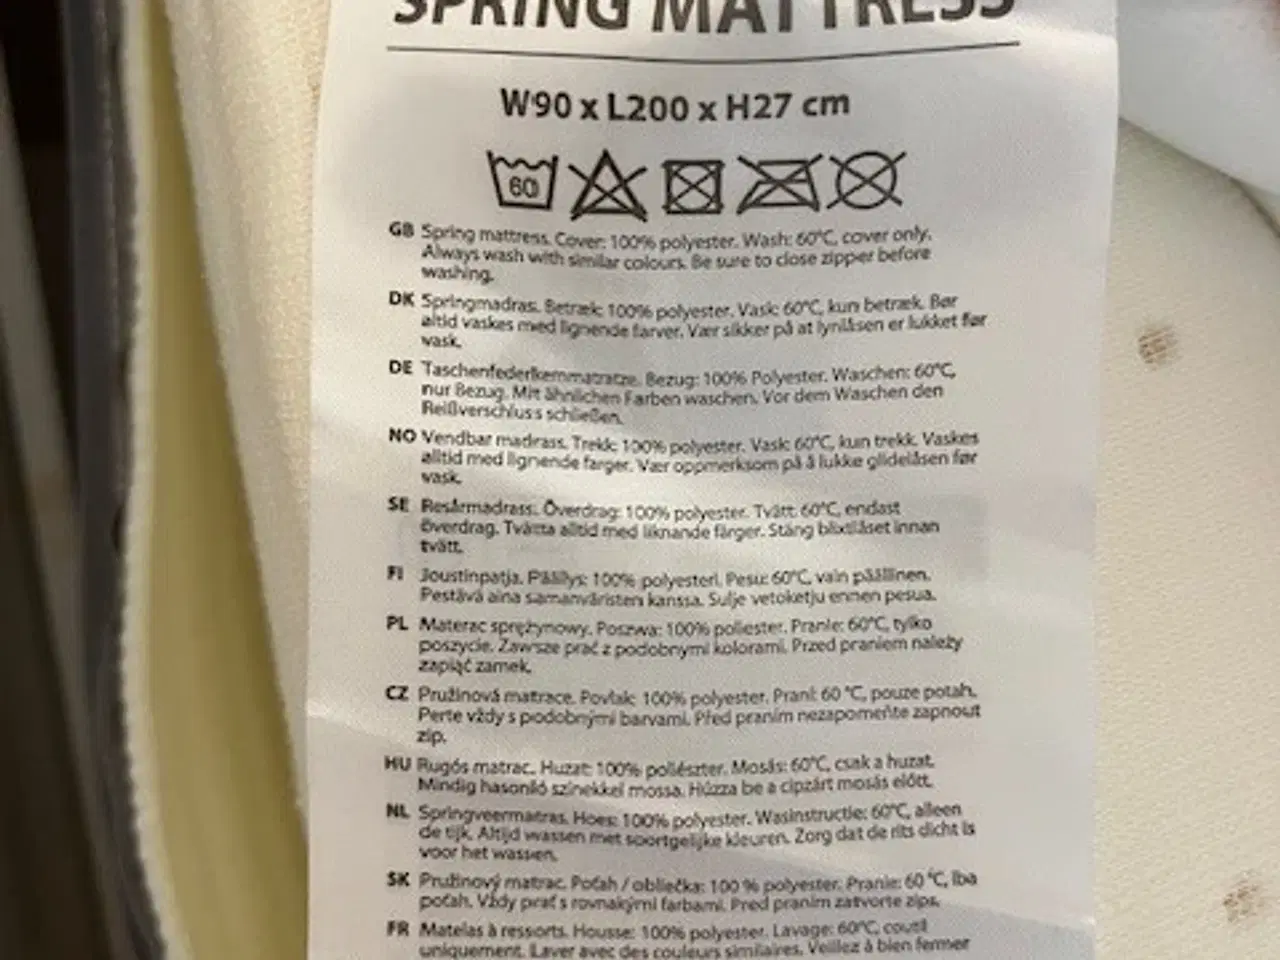 SPRING MATTRESS
W90 x L200 x H27 cm
60
GB Spring mattress. Cover: 100% polyester. Wash: 60°C, cover only.
Always wash with similar colours. Be sure to close zipper before
washing.
DK Springmadras. Betræk: 100% polyester. Vask: 60°C, kun betræk. Bør
altid vaskes med lignende farver. Vær sikker på at lynlåsen er lukket før
vask.
DE Taschenfederkernmatratze. Bezug: 100% Polyester. Waschen: 60°C,
nur Bezug. Mit ähnlichen Farben waschen. Vor dem Waschen den
Reißverschluss schließen.
NO Vendbar madrass. Trekk: 100% polyester. Vask: 60°C, kun trekk. Vaskes
alltid med lignende farger. Vær oppmerksom på å lukke glidelåsen før
vask.
SE Resårmadrass. Överdrag: 100% polyester. Tvätt: 60°C, endast
överdrag. Tvätta alltid med liknande färger. Stäng blixtlåset innan
tvätt.
FI Joustinpatja. Päällys: 100% polyesteri. Pesu: 60°C, vain päällinen.
Pestävä aina samanväristen kanssa. Sulje vetoketju ennen pesua.
PL Materac sprężynowy. Poszwa: 100% poliester. Pranie: 60°C, tylko
poszycie. Zawsze prać z podobnymi kolorami. Przed praniem należy
zapiąć zamek.
CZ Pružinová matrace. Povlak: 100% polyester. Praní: 60 °C, pouze potah.
Perte vždy s podobnými barvami. Před praním nezapomeňte zapnout
zip.
HU Rugós matrac. Huzat: 100% poliészter. Mosás: 60°C, csak a huzat.
Mindig hasonló színekkel mossa. Húzza be a cipzárt mosás előtt.
NL Springveermatras. Hoes: 100% polyester. Wasinstructie: 60°C, alleen
de tijk. Altijd wassen met soortgelijke kleuren. Zorg dat de rits dicht is
voor het wassen.
SK Pružinový matrac. Poťah / obliečka: 100 % polyester. Pranie: 60 °C, iba
poťah. Vždy prať s rovnakými farbami. Pred praním zatvorte zips.
FR Matelas à ressorts. Housse: 100% polyester. Lavage: 60°C, coutil
uniquement. Laver avec des couleurs similaires. Veillez à bien fermer